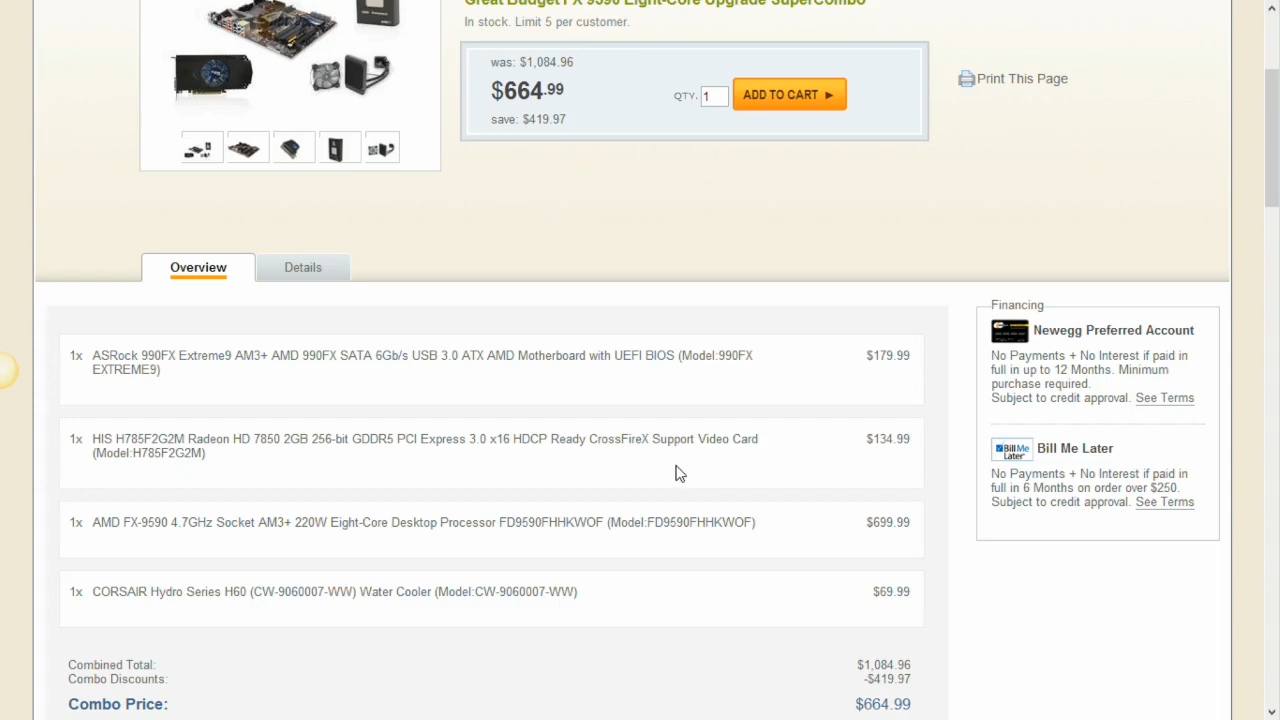 Great Budget FX 9590 Eight-Core Upgrade SuperCombo
In stock. Limit 5 per customer.
was: $1,084.96
$664.99
QTY. 1 ADD TO CART ►
save: $419.97
Print This Page
Overview
Details
Financing
1x ASRock 990FX Extreme9 AM3+ AMD 990FX SATA 6Gb/s USB 3.0 ATX AMD Motherboard with UEFI BIOS (Model:990FX
EXTREME9)
$179.99
1x HIS H785F2G2M Radeon HD 7850 2GB 256-bit GDDR5 PCI Express 3.0 x16 HDCP Ready CrossFireX Support Video Card
(Model:H785F2G2M)
$134.99
1x AMD FX-9590 4.7GHz Socket AM3+ 220W Eight-Core Desktop Processor FD9590FHHKWOF (Model:FD9590FHHKWOF)
$699.99
1x CORSAIR Hydro Series H60 (CW-9060007-WW) Water Cooler (Model:CW-9060007-WW)
$69.99
Combined Total: $1,084.96
Combo Discounts: -$419.97
Combo Price: $664.99
Newegg Preferred Account
No Payments + No Interest if paid in
full in up to 12 Months. Minimum
purchase required.
Subject to credit approval. See Terms
Bill Me Later
Bill Me Later
No Payments + No Interest if paid in
full in 6 Months on order over $250.
Subject to credit approval. See Terms